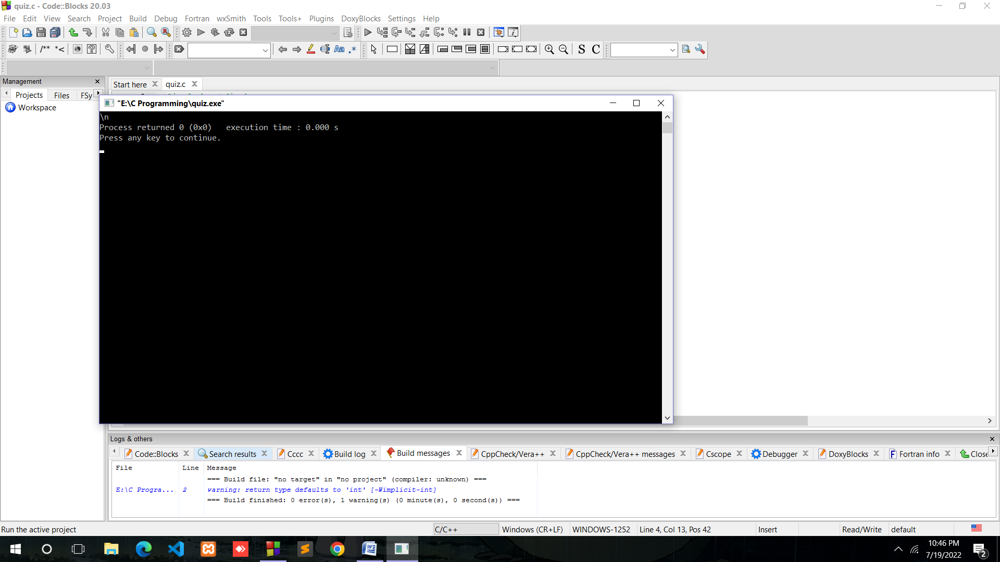 quiz.c - Code::Blocks 20.03
File Edit View Search Project Build Debug Fortran wxSmith Tools Tools+ Plugins DoxyBlocks Settings Help
/** *< S C
Management
Start here quiz.c
Projects Files FSy
Workspace
"E:\C Programming\quiz.exe"
\n
Process returned 0 (0x0) execution time : 0.000 s
Press any key to continue.
Logs & others
Code::Blocks Search results Cccc Build log Build messages CppCheck/Vera++ CppCheck/Vera++ messages Cscope Debugger DoxyBlocks Fortran info Close
File Line Message
=== Build file: "no target" in "no project" (compiler: unknown) ===
E:\C Progra... 2 warning: return type defaults to 'int' [-Wimplicit-int]
=== Build finished: 0 error(s), 1 warning(s) (0 minute(s), 0 second(s)) ===
Run the active project C/C++ Windows (CR+LF) WINDOWS-1252 Line 4, Col 13, Pos 42 Insert Read/Write default
10:46 PM
7/19/2022
2